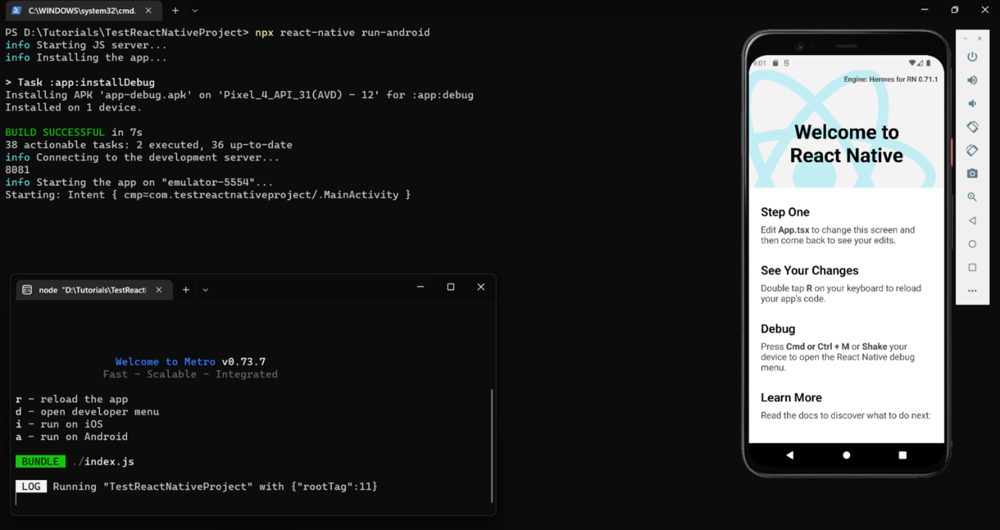 C:\WINDOWS\system32\cmd.
PS D:\Tutorials\TestReactNativeProject> npx react-native run-android
info Starting JS server...
info Installing the app...
> Task :app:installDebug
Installing APK 'app-debug.apk' on 'Pixel_4_API_31(AVD) - 12' for :app:debug
Installed on 1 device.
BUILD SUCCESSFUL in 7s
38 actionable tasks: 2 executed, 36 up-to-date
info Connecting to the development server...
8081
info Starting the app on "emulator-5554"...
Starting: Intent { cmp=com.testreactnativeproject/.MainActivity }
node "D:\Tutorials\TestReact
Welcome to Metro v0.73.7
Fast - Scalable - Integrated
r - reload the app
d - open developer menu
i - run on iOS
a - run on Android
BUNDLE ./index.js
LOG Running "TestReactNativeProject" with {"rootTag":11}
9:01
Engine: Hermes for RN 0.71.1
Welcome to
React Native
Step One
Edit App.tsx to change this screen and
then come back to see your edits.
See Your Changes
Double tap R on your keyboard to reload
your app's code.
Debug
Press Cmd or Ctrl + M or Shake your
device to open the React Native debug
menu.
Learn More
Read the docs to discover what to do next: